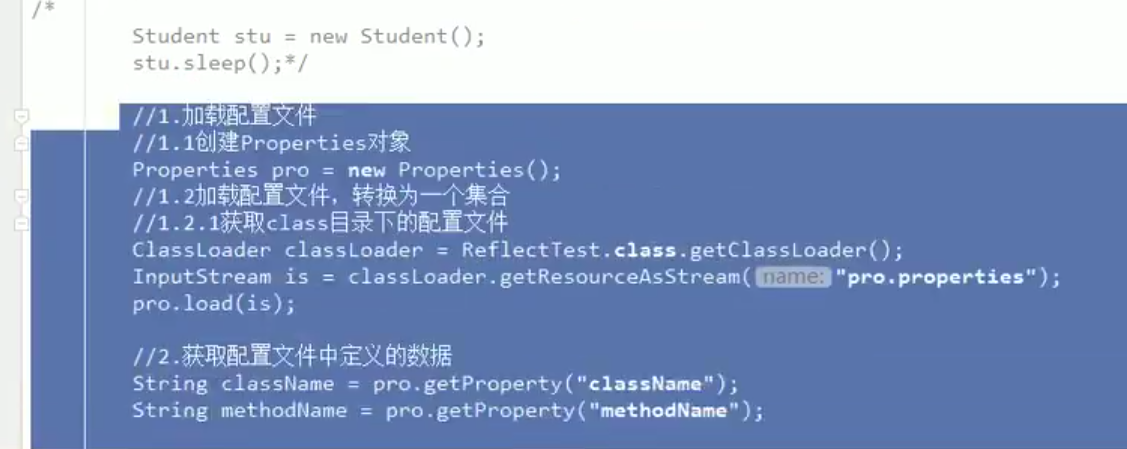 /*
Student stu = new Student();
stu.sleep();*/
//1.加载配置文件
//1.1创建Properties对象
Properties pro = new Properties();
//1.2加载配置文件，转换为一个集合
//1.2.1获取class目录下的配置文件
ClassLoader classLoader = ReflectTest.class.getClassLoader();
InputStream is = classLoader.getResourceAsStream( name: "pro.properties");
pro.load(is);
//2.获取配置文件中定义的数据
String className = pro.getProperty("className");
String methodName = pro.getProperty("methodName");